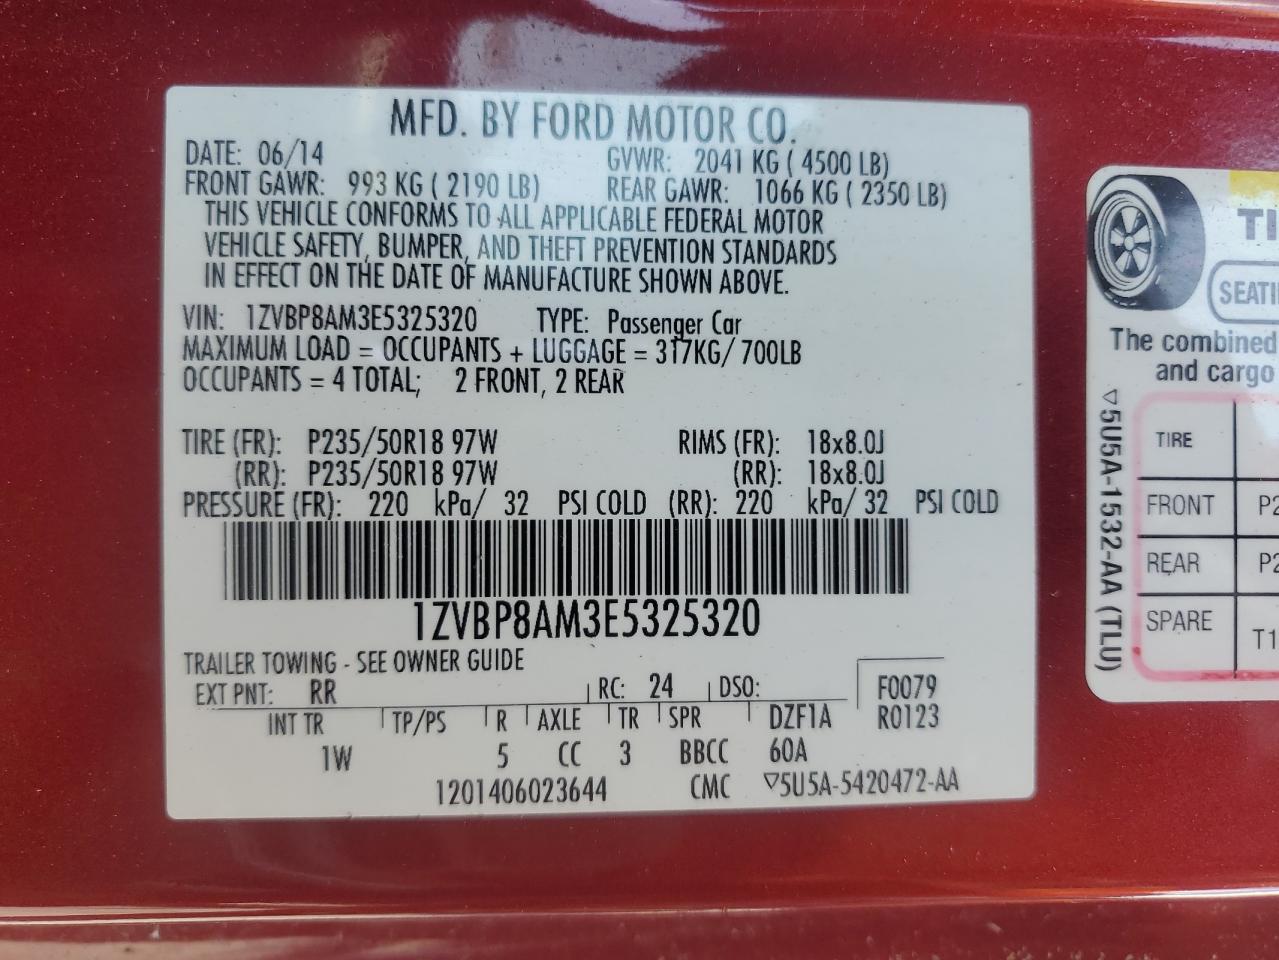 MFD. BY FORD MOTOR CO.
DATE: 06/14 GVWR: 2041 KG ( 4500 LB)
FRONT GAWR: 993 KG ( 2190 LB) REAR GAWR: 1066 KG ( 2350 LB)
THIS VEHICLE CONFORMS TO ALL APPLICABLE FEDERAL MOTOR
VEHICLE SAFETY, BUMPER, AND THEFT PREVENTION STANDARDS
IN EFFECT ON THE DATE OF MANUFACTURE SHOWN ABOVE.
VIN: 1ZVBP8AM3E5325320 TYPE: Passenger Car
MAXIMUM LOAD = OCCUPANTS + LUGGAGE = 317KG/ 700LB
OCCUPANTS = 4 TOTAL; 2 FRONT, 2 REAR
TIRE (FR): P235/50R18 97W RIMS (FR): 18x8.0J
(RR): P235/50R18 97W (RR): 18x8.0J
PRESSURE (FR): 220 kPa/ 32 PSI COLD (RR): 220 kPa/ 32 PSI COLD
1ZVBP8AM3E5325320
TRAILER TOWING - SEE OWNER GUIDE
EXT PNT: RR RC: 24 DSO: F0079
INT TR TP/PS R AXLE TR SPR DZF1A R0123
1W 5 CC 3 BBCC 60A
1201406023644 CMC ▽5U5A-5420472-AA
TI
SEATI
The combined
and cargo
▽5U5A-1532-AA (TLU)
TIRE
FRONT P2
REAR P2
SPARE T1